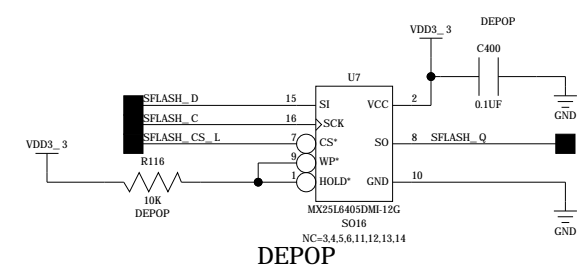 DEPOP
VDD3_3
C400
U7
SFLASH_D 15 SI VCC 2 0.1UF GND
SFLASH_C 16 SCK
SFLASH_CS_L 7 CS* SO 8 SFLASH_Q
VDD3_3
R116 9 WP*
1 HOLD* GND 10
10K
DEPOP
MX25L6405DMI-12G
SO16
NC=3,4,5,6,11,12,13,14
GND
DEPOP